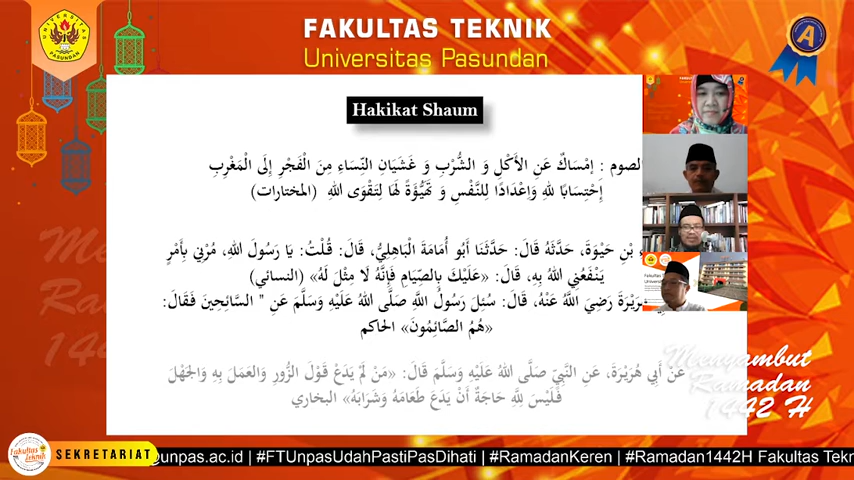 FAKULTAS TEKNIK
Universitas Pasundan
UNIVERSITAS
PASUNDAN
A
Hakikat Shaum
الصوم : إِمْسَاكٌ عَنِ الأَكْلِ وَ الشُّرْبِ وَ غَشَيَانِ النِّسَاءِ مِنَ الْفَجْرِ إِلَى الْمَغْرِبِ
إِحْتِسَابًا للهِ وَإِعْدَادًا لِلنَّفْسِ وَ تَهَيُّؤَةً لَهَا لِتَقْوَى اللهِ (المختارات)
بْنِ حَيْوَةَ، حَدَّثَهُ قَالَ: حَدَّثَنَا أَبُو أُمَامَةَ الْبَاهِلِيُّ، قَالَ: قُلْتُ: يَا رَسُولَ اللهِ، مُرْنِي بِأَمْرٍ
يَنْفَعُنِي اللهُ بِهِ، قَالَ: «عَلَيْكَ بِالصِّيَامِ فَإِنَّهُ لَا مِثْلَ لَهُ» (النسائي)
هُرَيْرَةَ رَضِيَ اللهُ عَنْهُ، قَالَ: سُئِلَ رَسُولُ اللهِ صَلَّى اللهُ عَلَيْهِ وَسَلَّمَ عَنِ " السَّائِحِينَ فَقَالَ:
«هُمُ الصَّائِمُونَ» الحاكم
عَنْ أَبِي هُرَيْرَةَ، عَنِ النَّبِيِّ صَلَّى اللهُ عَلَيْهِ وَسَلَّمَ قَالَ: «مَنْ لَمْ يَدَعْ قَوْلَ الزُّورِ وَالعَمَلَ بِهِ وَالجَهْلَ
فَلَيْسَ لِلَّهِ حَاجَةٌ أَنْ يَدَعَ طَعَامَهُ وَشَرَابَهُ» البخاري
Menyambut
Ramadan
1442 H
Fakultas Teknik
SEKRETARIAT
unpas.ac.id | #FTUnpasUdahPastiPasDihati | #RamadanKeren | #Ramadan1442H Fakultas Tekn